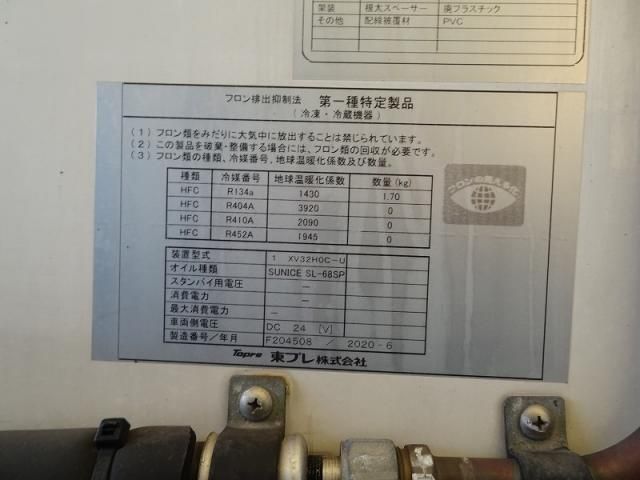 架装 根太スペーサー 廃プラスチック
その他 配線被覆材 PVC
フロン排出抑制法 第一種特定製品
(冷凍・冷蔵機器)
(1) フロン類をみだりに大気中に放出することは禁じられています。
(2) この製品を破棄・整備する場合には、フロン類の回収が必要です。
(3) フロン類の種類、冷媒番号、地球温暖化係数及び数量。
種類 冷媒番号 地球温暖化係数 数量(kg)
HFC R134a 1430 1.70
HFC R404A 3920 0
HFC R410A 2090 0
HFC R452A 1945 0
フロンの見える化
装置型式 1 XV32H0C-U
オイル種類 SUNICE SL-68SP
スタンバイ用電圧 -
消費電力 -
最大消費電力 -
車両側電圧 DC 24 [V]
製造番号/年月 F204508 / 2020-6
Topre 東プレ株式会社